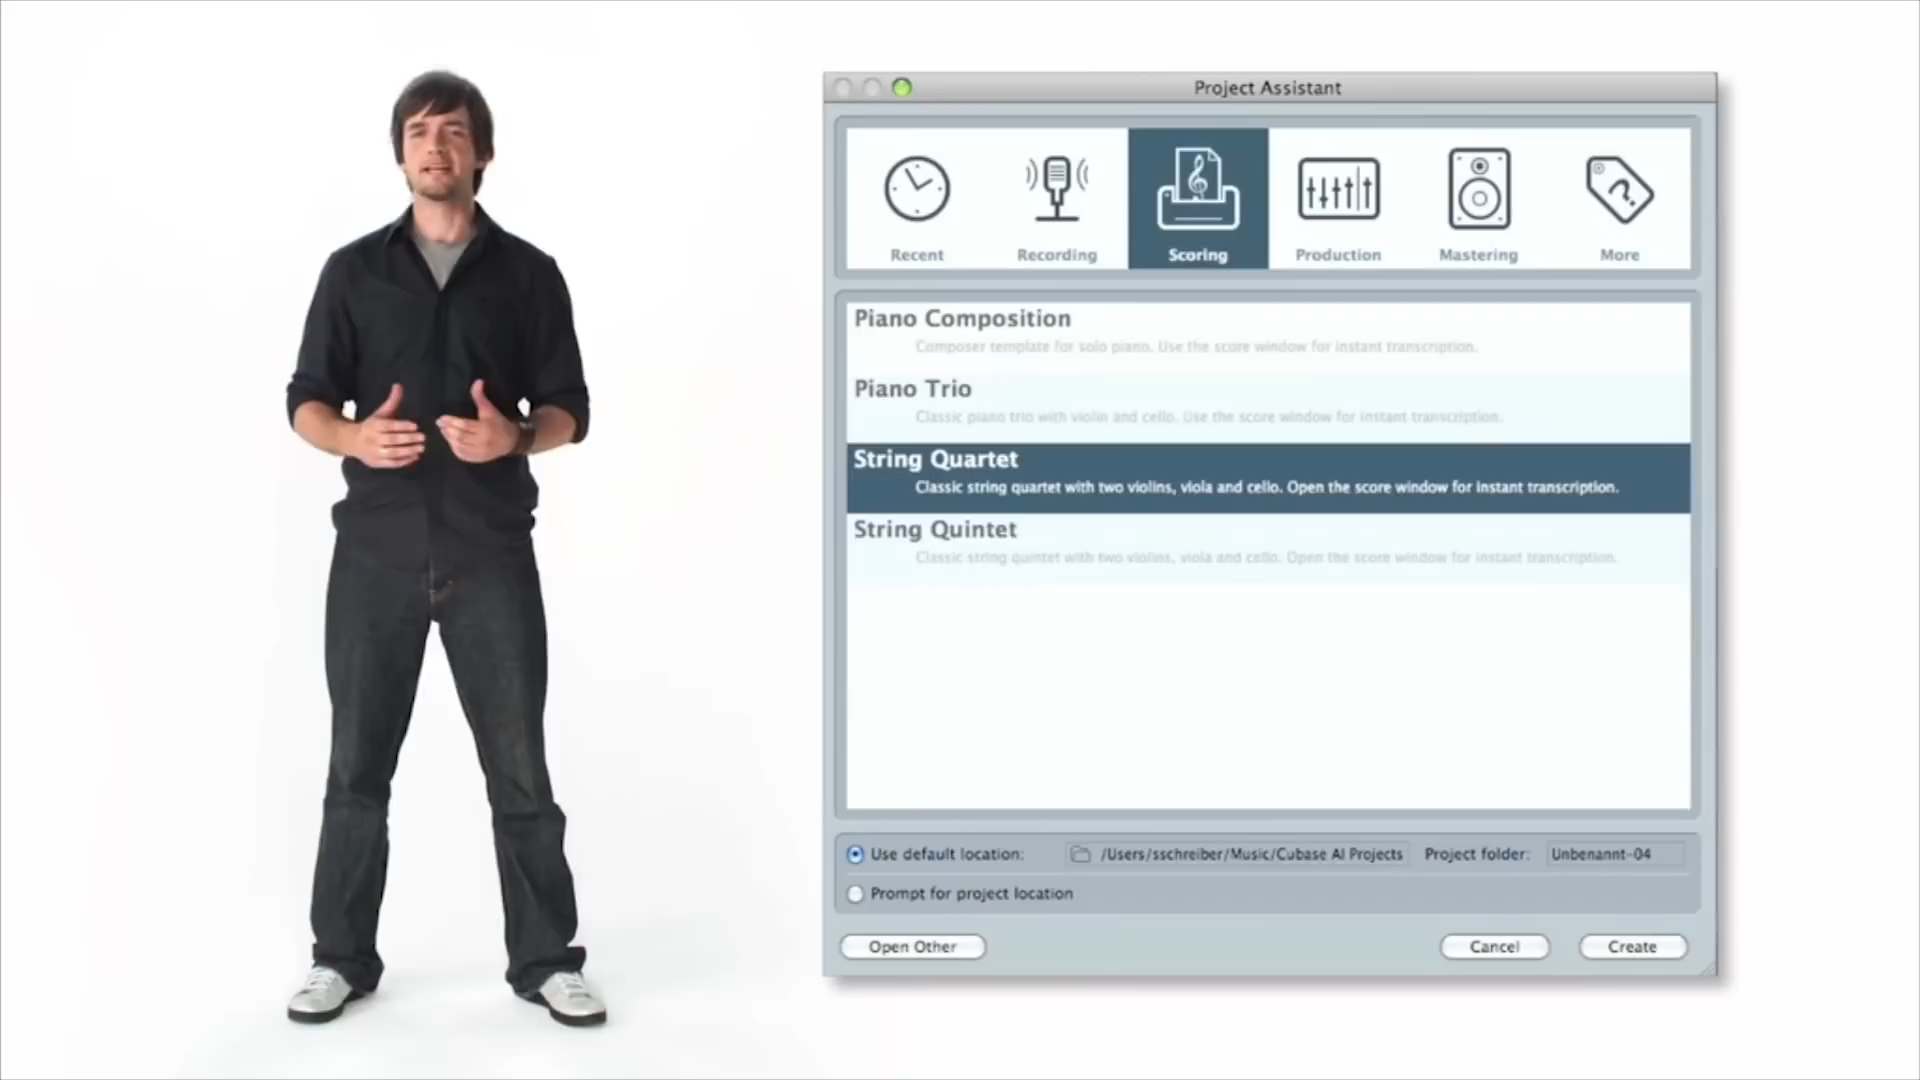 Project Assistant
Recent
Recording
Scoring
Production
Mastering
More
Piano Composition
Composer template for solo piano. Use the score window for instant transcription.
Piano Trio
Classic piano trio with violin and cello. Use the score window for instant transcription.
String Quartet
Classic string quartet with two violins, viola and cello. Open the score window for instant transcription.
String Quintet
Classic string quintet with two violins, viola and cello. Open the score window for instant transcription.
Use default location: /Users/sschreiber/Music/Cubase AI Projects Project folder: Unbenannt-04
Prompt for project location
Open Other Cancel Create